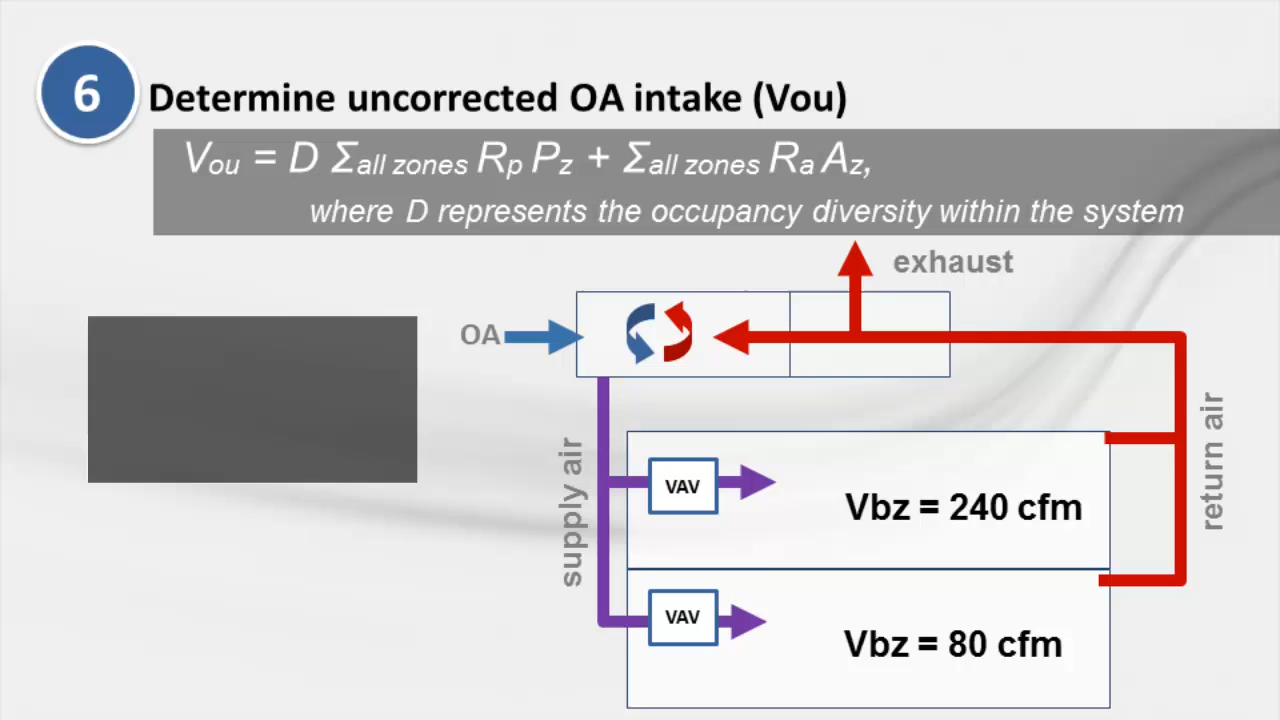 6
Determine uncorrected OA intake (Vou)
Vou = D Σall zones Rp Pz + Σall zones Ra Az,
where D represents the occupancy diversity within the system
exhaust
OA
supply air
return air
VAV
Vbz = 240 cfm
VAV
Vbz = 80 cfm